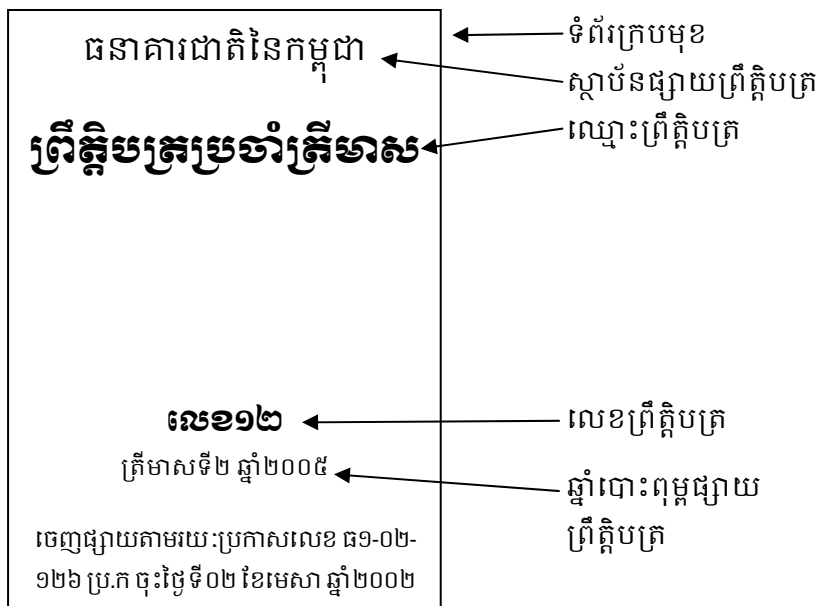 ធនាគារជាតិនៃកម្ពុជា
ព្រឹត្តិបត្រប្រចាំត្រីមាស
លេខ១២
ត្រីមាសទី២ ឆ្នាំ២០០៥
ចេញផ្សាយតាមរយ:ប្រកាសលេខ ធ១-០២-
១២៦ ប្រ.ក ចុះថ្ងៃទី០២ ខែមេសា ឆ្នាំ២០០២
ទំព័រក្របមុខ
ស្ថាប័នផ្សាយព្រឹត្តិបត្រ
ឈ្មោះព្រឹត្តិបត្រ
លេខព្រឹត្តិបត្រ
ឆ្នាំបោះពុម្ពផ្សាយ
ព្រឹត្តិបត្រ